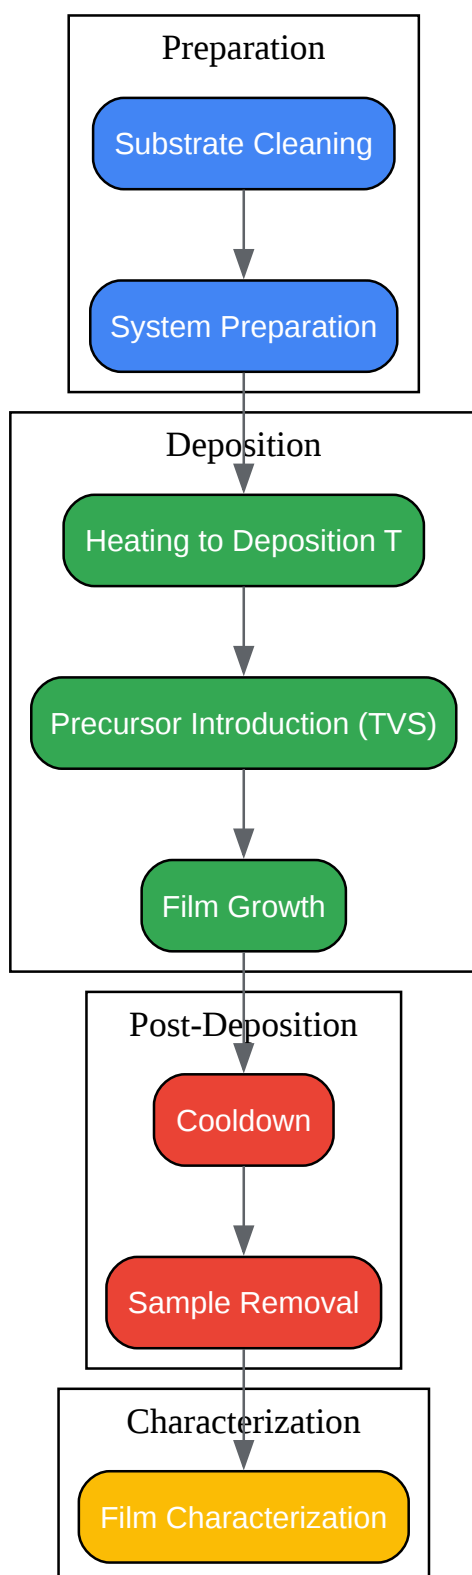 Preparation
Substrate Cleaning
System Preparation
Deposition
Heating to Deposition T
Precursor Introduction (TVS)
Film Growth
Post-Deposition
Cooldown
Sample Removal
Characterization
Film Characterization